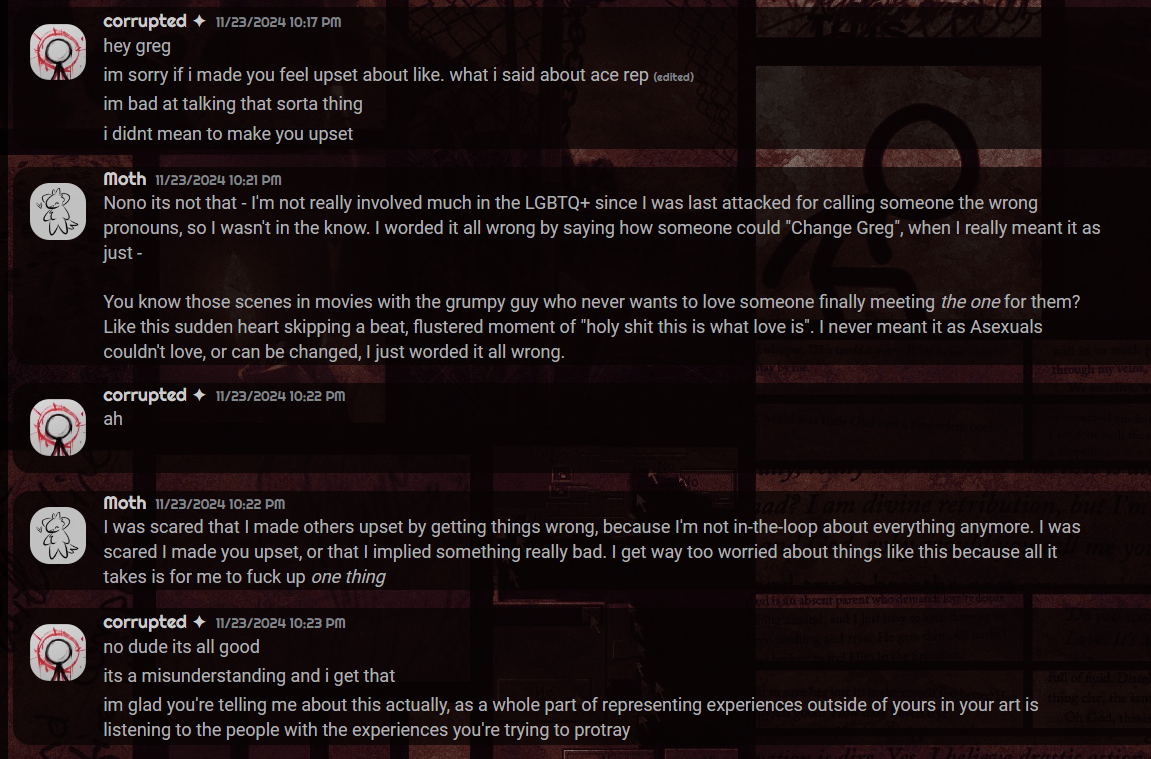 corrupted ✦ 11/23/2024 10:17 PM
hey greg
im sorry if i made you feel upset about like. what i said about ace rep (edited)
im bad at talking that sorta thing
i didnt mean to make you upset
Moth 11/23/2024 10:21 PM
Nono its not that - I'm not really involved much in the LGBTQ+ since I was last attacked for calling someone the wrong
pronouns, so I wasn't in the know. I worded it all wrong by saying how someone could "Change Greg", when I really meant it as
just -
You know those scenes in movies with the grumpy guy who never wants to love someone finally meeting the one for them?
Like this sudden heart skipping a beat, flustered moment of "holy shit this is what love is". I never meant it as Asexuals
couldn't love, or can be changed, I just worded it all wrong.
corrupted ✦ 11/23/2024 10:22 PM
ah
Moth 11/23/2024 10:22 PM
I was scared that I made others upset by getting things wrong, because I'm not in-the-loop about everything anymore. I was
scared I made you upset, or that I implied something really bad. I get way too worried about things like this because all it
takes is for me to fuck up one thing
corrupted ✦ 11/23/2024 10:23 PM
no dude its all good
its a misunderstanding and i get that
im glad you're telling me about this actually, as a whole part of representing experiences outside of yours in your art is
listening to the people with the experiences you're trying to protray
through my veins,
I am divine retribution, but I'm
is an absent parent who demands